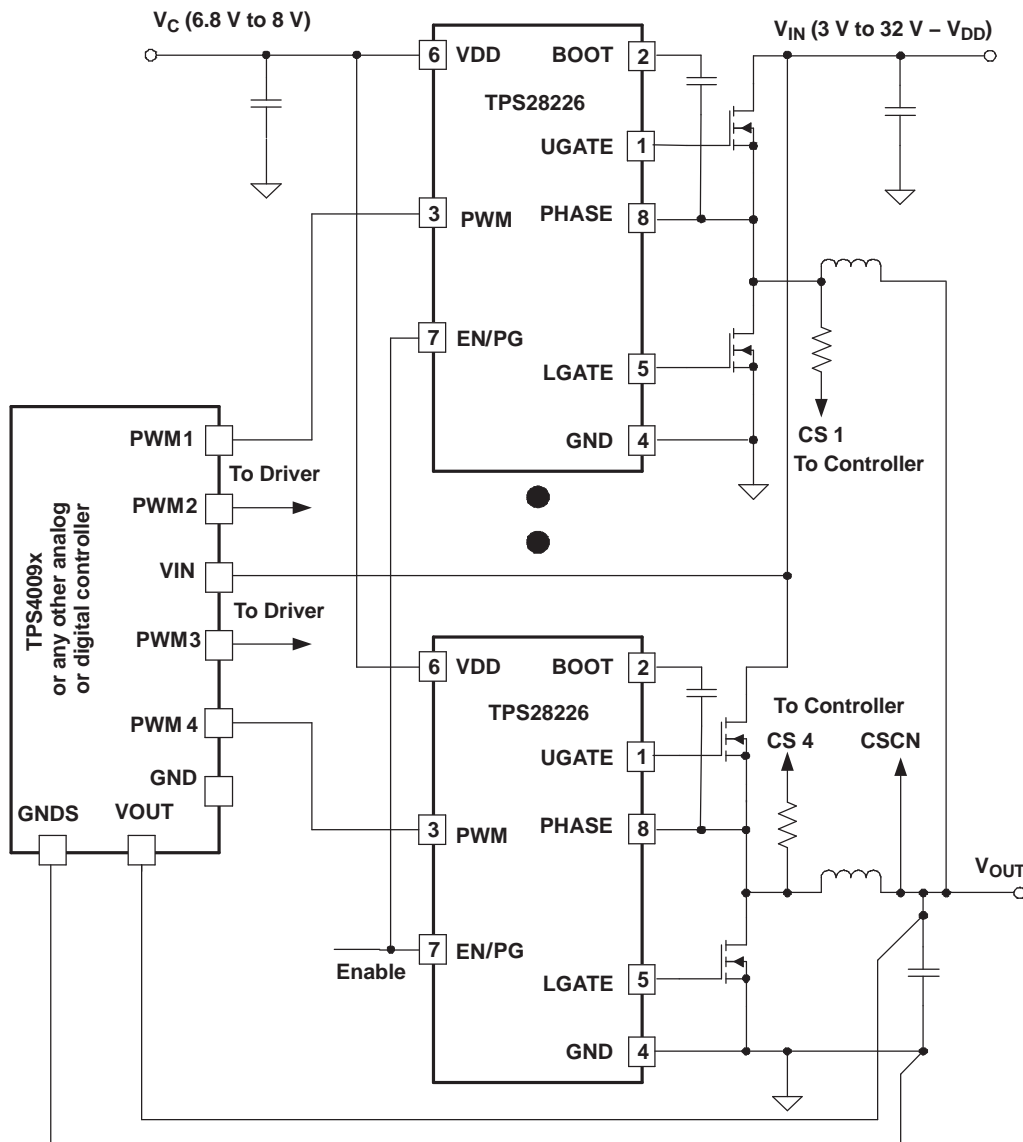 V_C (6.8 V to 8 V)
V_IN (3 V to 32 V – V_DD)
6 VDD
BOOT 2
TPS28226
UGATE 1
3 PWM
PHASE 8
7 EN/PG
LGATE 5
GND 4
CS 1
To Controller
TPS4009x
or any other analog
or digital controller
PWM1
To Driver
PWM2
VIN
To Driver
PWM3
PWM 4
GND
GNDS
VOUT
6 VDD
BOOT 2
TPS28226
UGATE 1
3 PWM
PHASE 8
7 EN/PG
Enable
LGATE 5
GND 4
To Controller
CS 4
CSCN
V_OUT